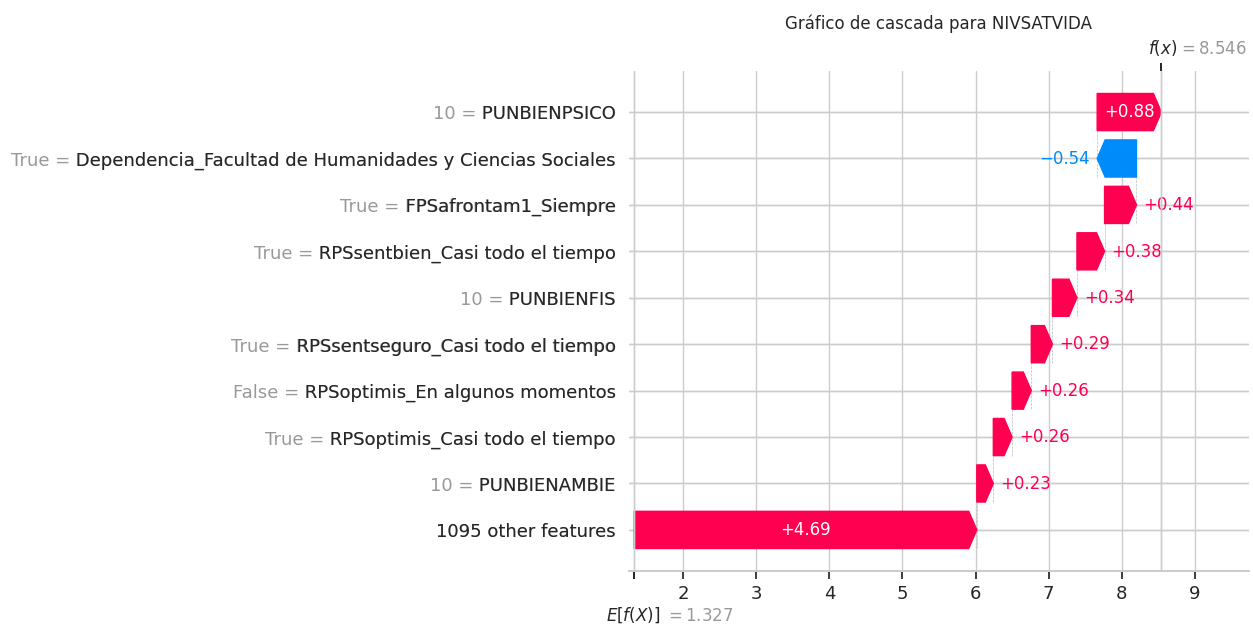 Gráfico de cascada para NIVSATVIDA
f(x) = 8.546
10 = PUNBIENPSICO
+0.88
True = Dependencia_Facultad de Humanidades y Ciencias Sociales
−0.54
True = FPSafrontam1_Siempre
+0.44
True = RPSsentbien_Casi todo el tiempo
+0.38
10 = PUNBIENFIS
+0.34
True = RPSsentseguro_Casi todo el tiempo
+0.29
False = RPSoptimis_En algunos momentos
+0.26
True = RPSoptimis_Casi todo el tiempo
+0.26
10 = PUNBIENAMBIE
+0.23
1095 other features
+4.69
2 3 4 5 6 7 8 9
E[f(X)] = 1.327